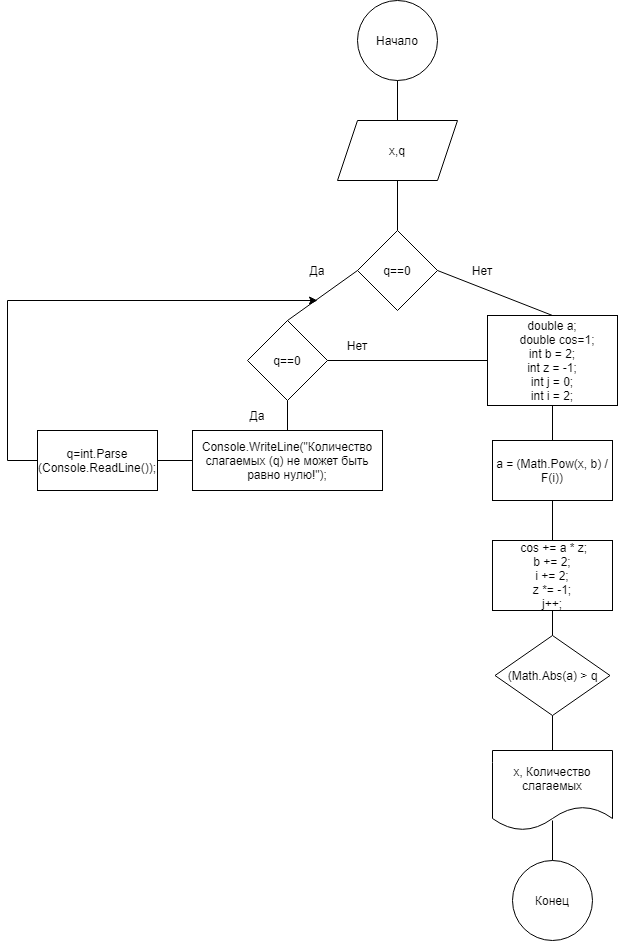 Начало
x,q
q==0
Да
Нет
double a;
double cos=1;
int b = 2;
int z = -1;
int j = 0;
int i = 2;
q==0
Нет
Да
q=int.Parse
(Console.ReadLine());
Console.WriteLine("Количество
слагаемых (q) не может быть
равно нулю!");
a = (Math.Pow(x, b) /
F(i))
cos += a * z;
b += 2;
i += 2;
z *= -1;
j++;
(Math.Abs(a) > q
x, Количество
слагаемых
Конец